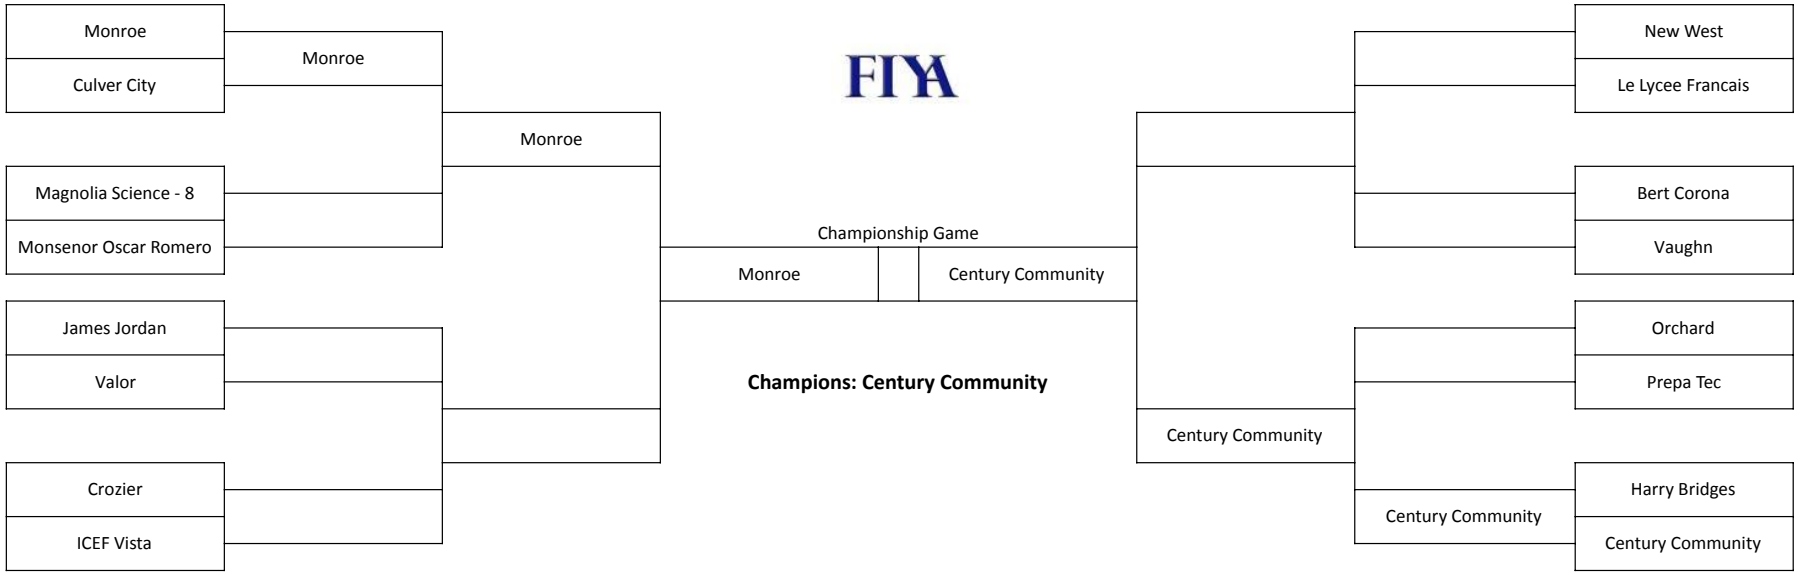 Monroe
Culver City
Monroe
Monroe
Magnolia Science - 8
Monsenor Oscar Romero
James Jordan
Valor
Crozier
ICEF Vista
FIYA
Championship Game
Monroe
Century Community
Champions: Century Community
New West
Le Lycee Francais
Bert Corona
Vaughn
Orchard
Prepa Tec
Century Community
Century Community
Harry Bridges
Century Community